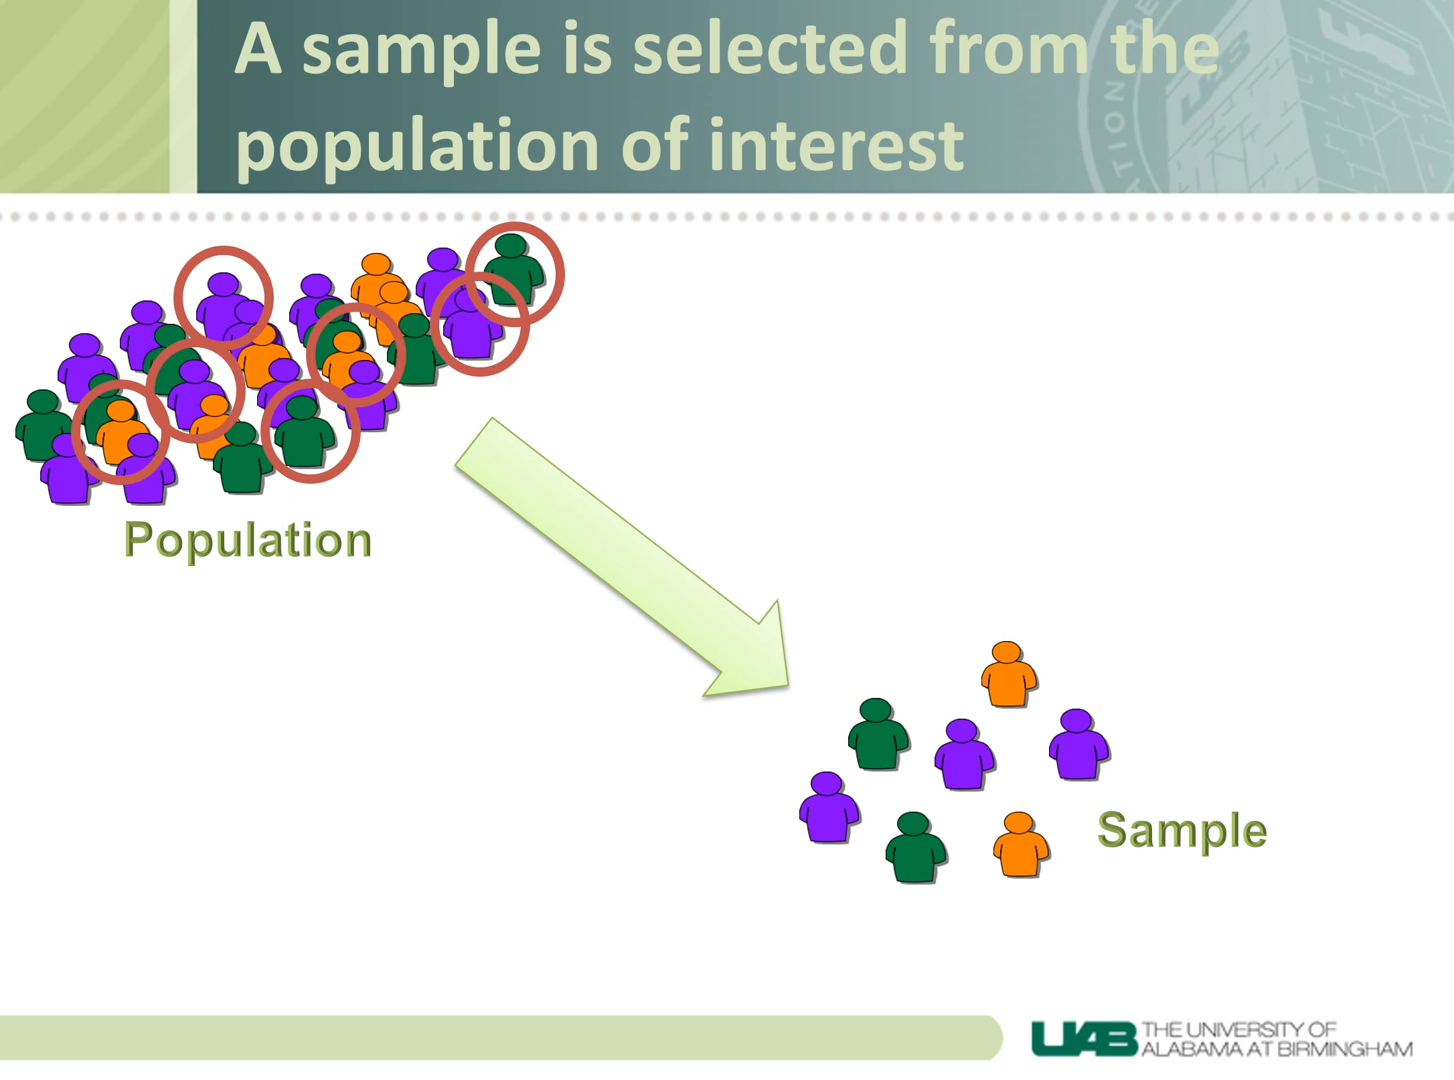 A sample is selected from the
population of interest
Population
Sample
UAB THE UNIVERSITY OF
ALABAMA AT BIRMINGHAM